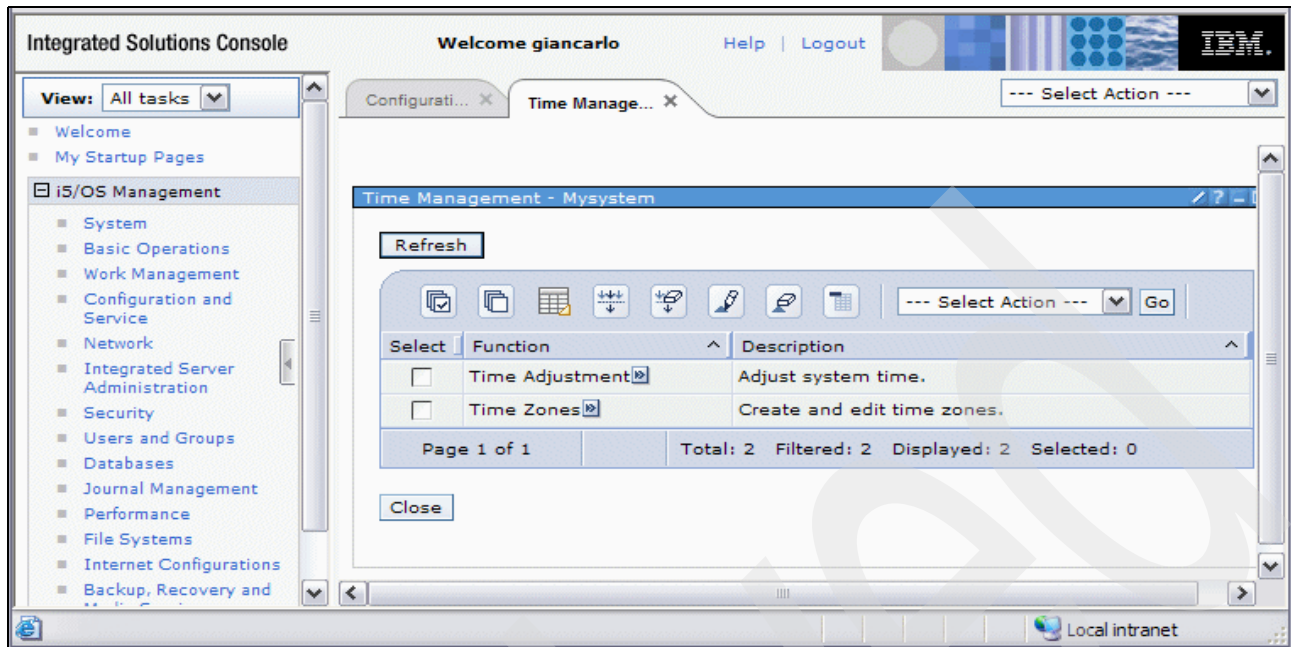 Integrated Solutions Console
Welcome giancarlo
Help | Logout
IBM.
View: All tasks
Welcome
My Startup Pages
i5/OS Management
System
Basic Operations
Work Management
Configuration and
Service
Network
Integrated Server
Administration
Security
Users and Groups
Databases
Journal Management
Performance
File Systems
Internet Configurations
Backup, Recovery and
Configurati...
Time Manage...
--- Select Action ---
Time Management - Mysystem
Refresh
--- Select Action --- Go
Select Function Description
Time Adjustment Adjust system time.
Time Zones Create and edit time zones.
Page 1 of 1 Total: 2 Filtered: 2 Displayed: 2 Selected: 0
Close
Local intranet